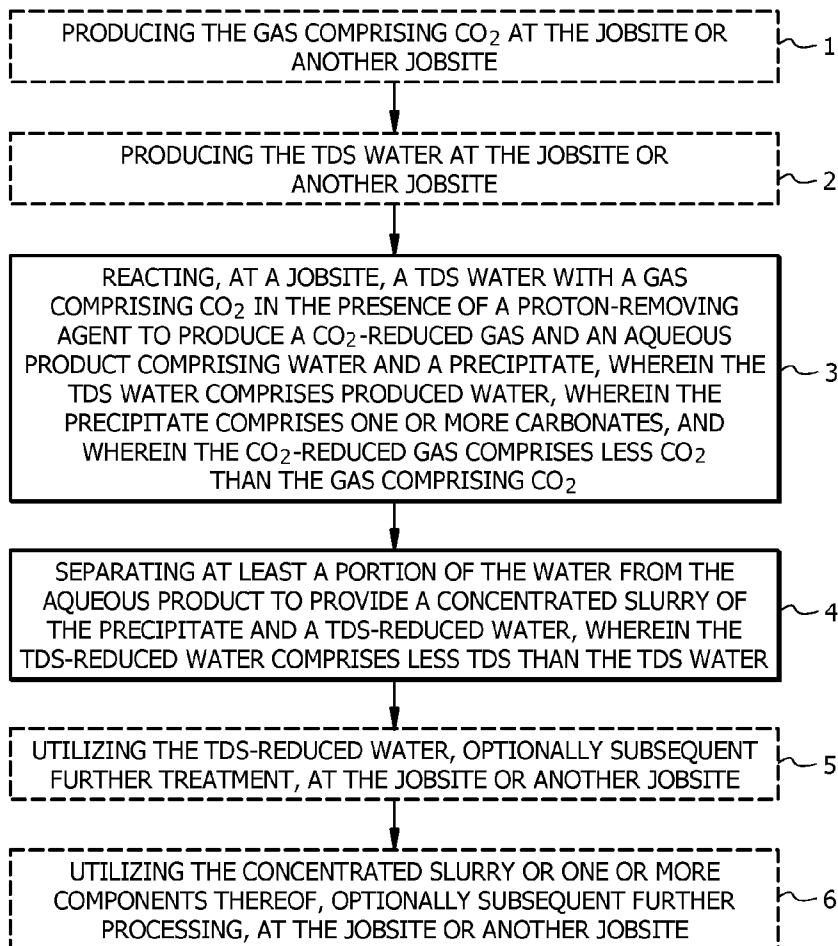 PRODUCING THE GAS COMPRISING CO2 AT THE JOBSITE OR
ANOTHER JOBSITE
1
PRODUCING THE TDS WATER AT THE JOBSITE OR
ANOTHER JOBSITE
2
REACTING, AT A JOBSITE, A TDS WATER WITH A GAS
COMPRISING CO2 IN THE PRESENCE OF A PROTON-REMOVING
AGENT TO PRODUCE A CO2-REDUCED GAS AND AN AQUEOUS
PRODUCT COMPRISING WATER AND A PRECIPITATE, WHEREIN THE
TDS WATER COMPRISES PRODUCED WATER, WHEREIN THE
PRECIPITATE COMPRISES ONE OR MORE CARBONATES, AND
WHEREIN THE CO2-REDUCED GAS COMPRISES LESS CO2
THAN THE GAS COMPRISING CO2
3
SEPARATING AT LEAST A PORTION OF THE WATER FROM THE
AQUEOUS PRODUCT TO PROVIDE A CONCENTRATED SLURRY OF
THE PRECIPITATE AND A TDS-REDUCED WATER, WHEREIN THE
TDS-REDUCED WATER COMPRISES LESS TDS THAN THE TDS WATER
4
UTILIZING THE TDS-REDUCED WATER, OPTIONALLY SUBSEQUENT
FURTHER TREATMENT, AT THE JOBSITE OR ANOTHER JOBSITE
5
UTILIZING THE CONCENTRATED SLURRY OR ONE OR MORE
COMPONENTS THEREOF, OPTIONALLY SUBSEQUENT FURTHER
PROCESSING, AT THE JOBSITE OR ANOTHER JOBSITE
6